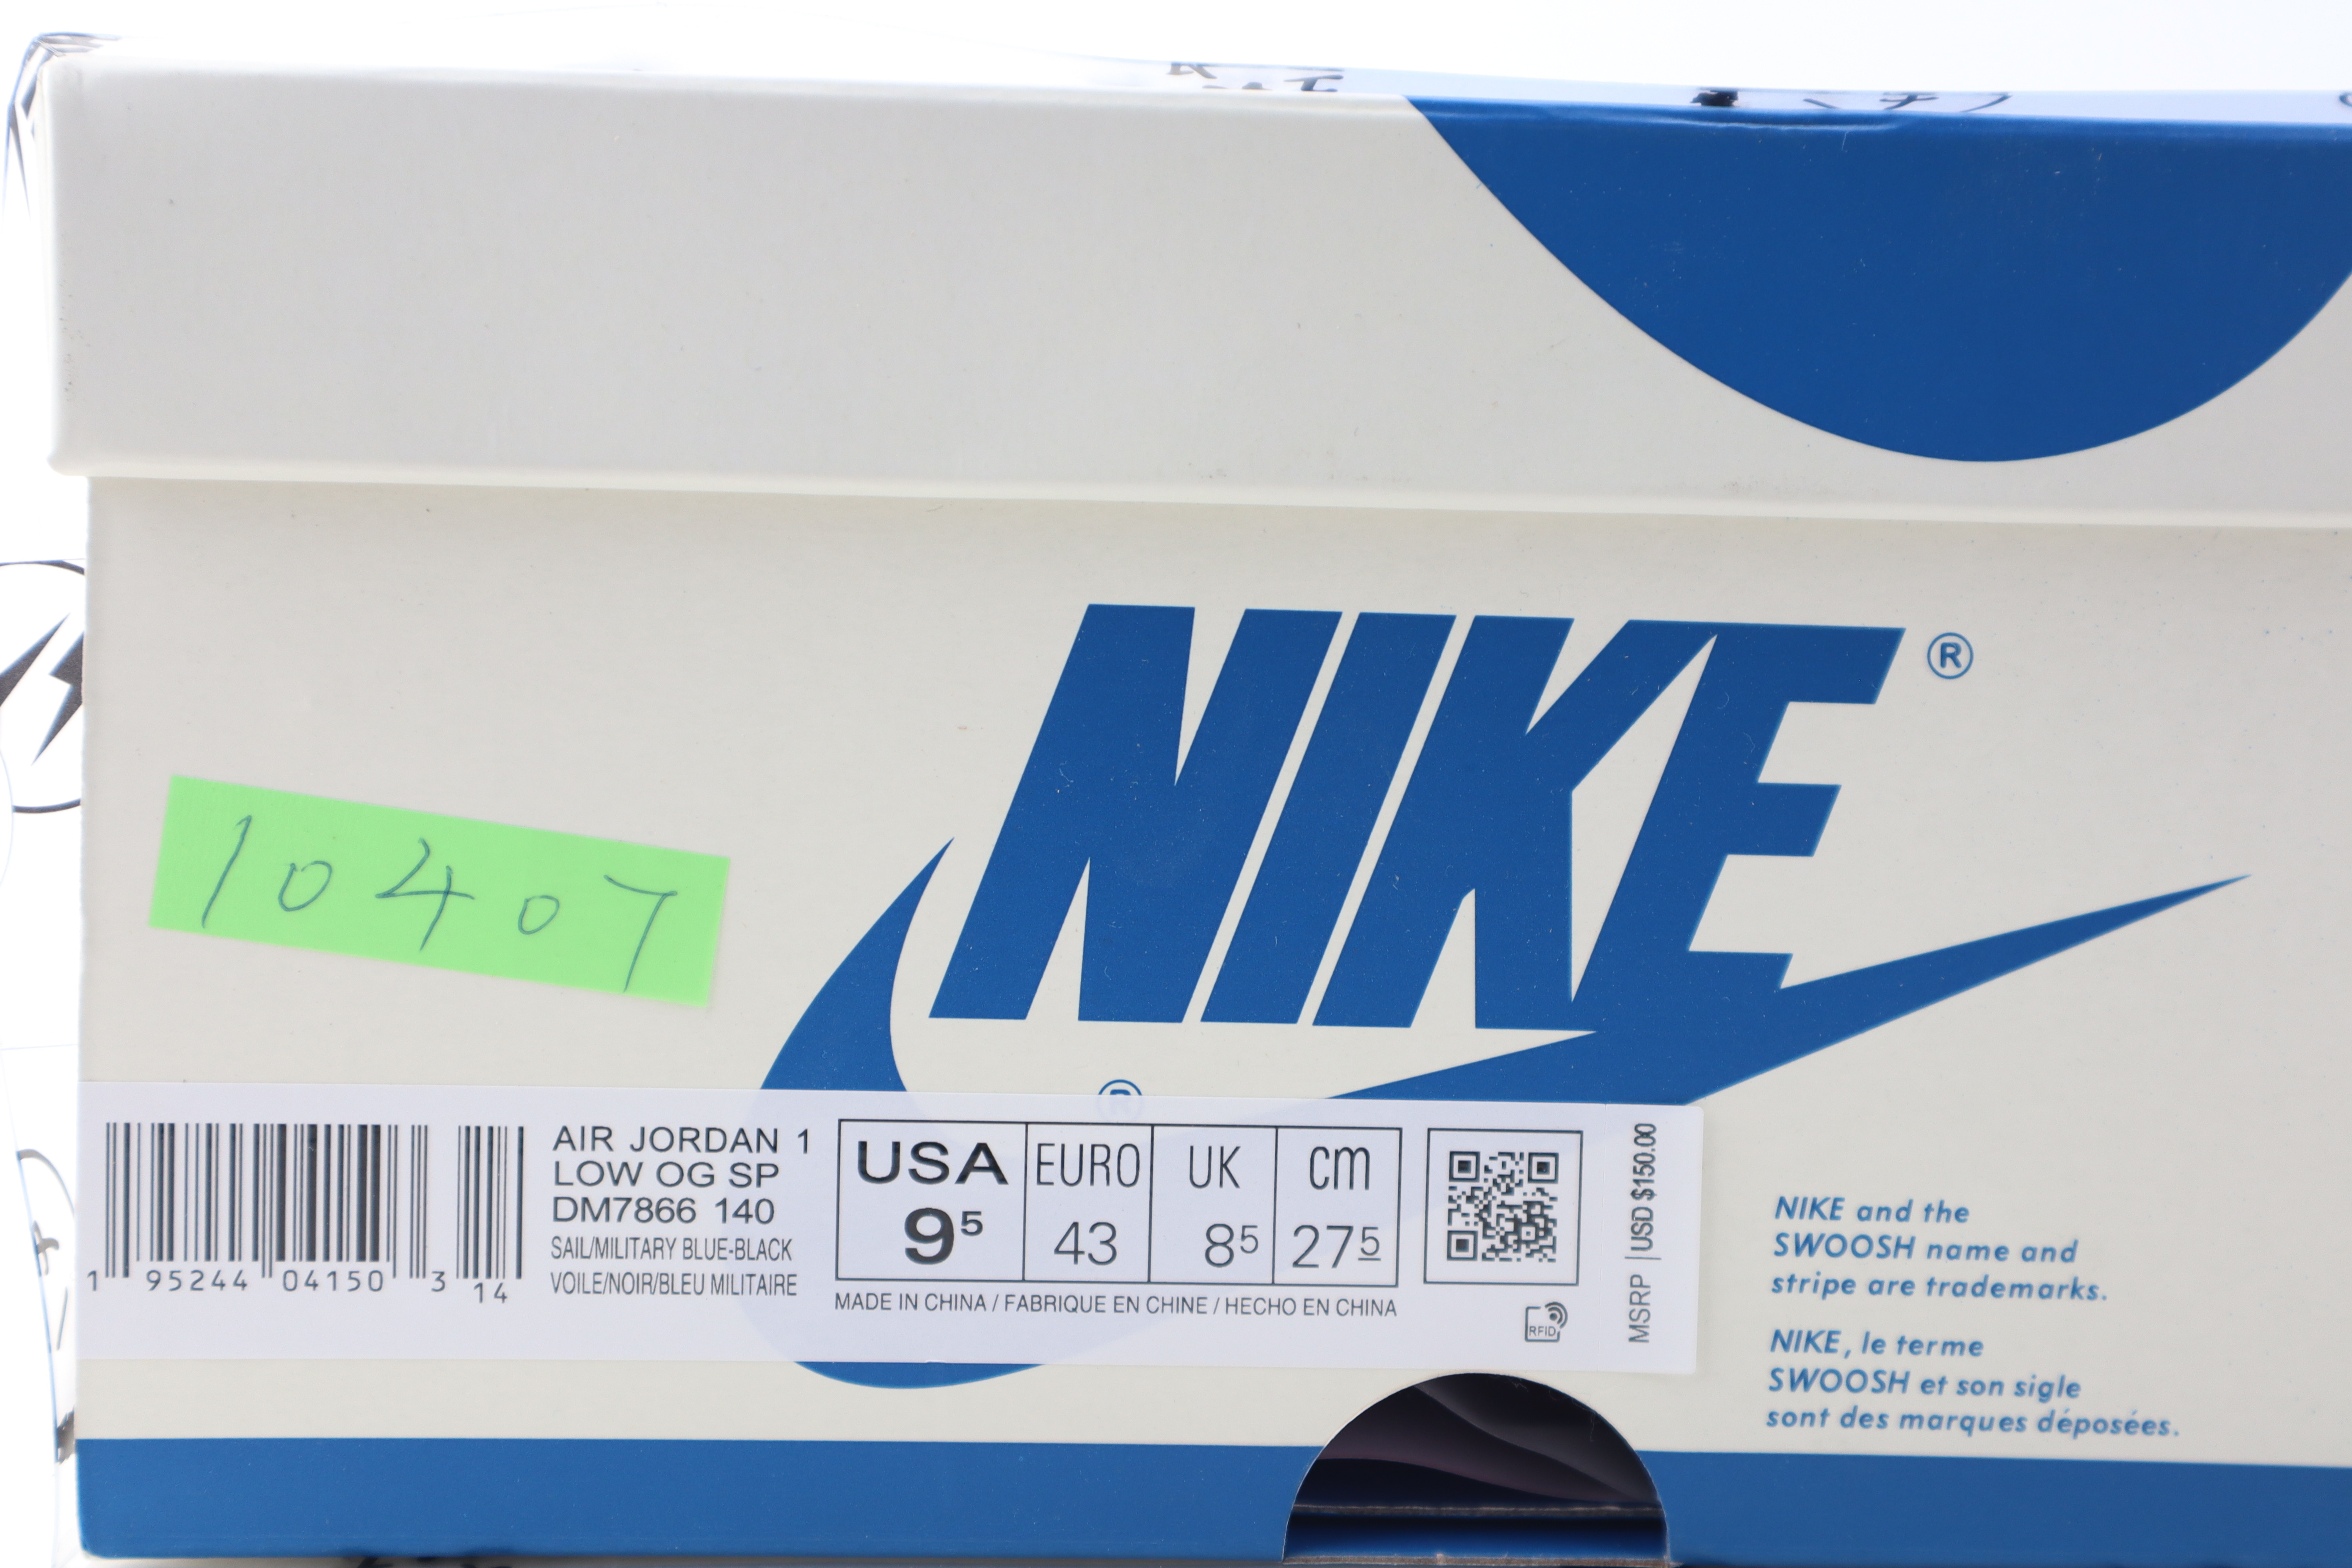 NIKE®
10407
®
AIR JORDAN 1
LOW OG SP
DM7866 140
SAIL/MILITARY BLUE-BLACK
VOILE/NOIR/BLEU MILITAIRE
1 95244 04150 3 14
USA EURO UK cm
9⁵ 43 8⁵ 27⁵
MADE IN CHINA / FABRIQUE EN CHINE / HECHO EN CHINA
RFID
MSRP | USD $150.00
NIKE and the
SWOOSH name and
stripe are trademarks.
NIKE, le terme
SWOOSH et son sigle
sont des marques déposées.